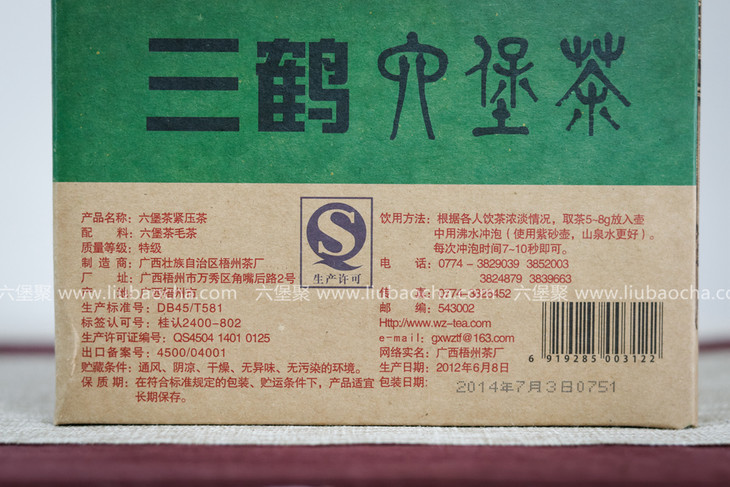 三鹤六堡茶
产品名称：六堡茶紧压茶
配　　料：六堡茶毛茶
质量等级：特级
制 造 商：广西壮族自治区梧州茶厂
厂　　址：广西梧州市万秀区角嘴后路2号
生产标准号：DB45/T581
标签认可号：桂认2400-802
生产许可证编号：QS4504 1401 0125
出口备案号：4500/04001
贮藏条件：通风、阴凉、干燥、无异味、无污染的环境。
保 质 期：在符合标准规定的包装、贮运条件下，产品适宜
长期保存。
QS
生产许可
饮用方法：根据各人饮茶浓淡情况，取茶5~8g放入壶
中用沸水冲泡（使用紫砂壶，山泉水更好）。
每次冲泡时间7~10秒即可。
电　　话：0774－3829039 3852003
3824879 3839663
邮　　编：543002
Http://www.wz–tea.com
e－mail：gxwztf@163.com
网络实名：广西梧州茶厂
生产日期：2012年6月8日
包装日期：
2014年7月3日0751
6 919285 003122
六堡聚 www.liubaocha.com 六堡聚 www.liubaocha.com